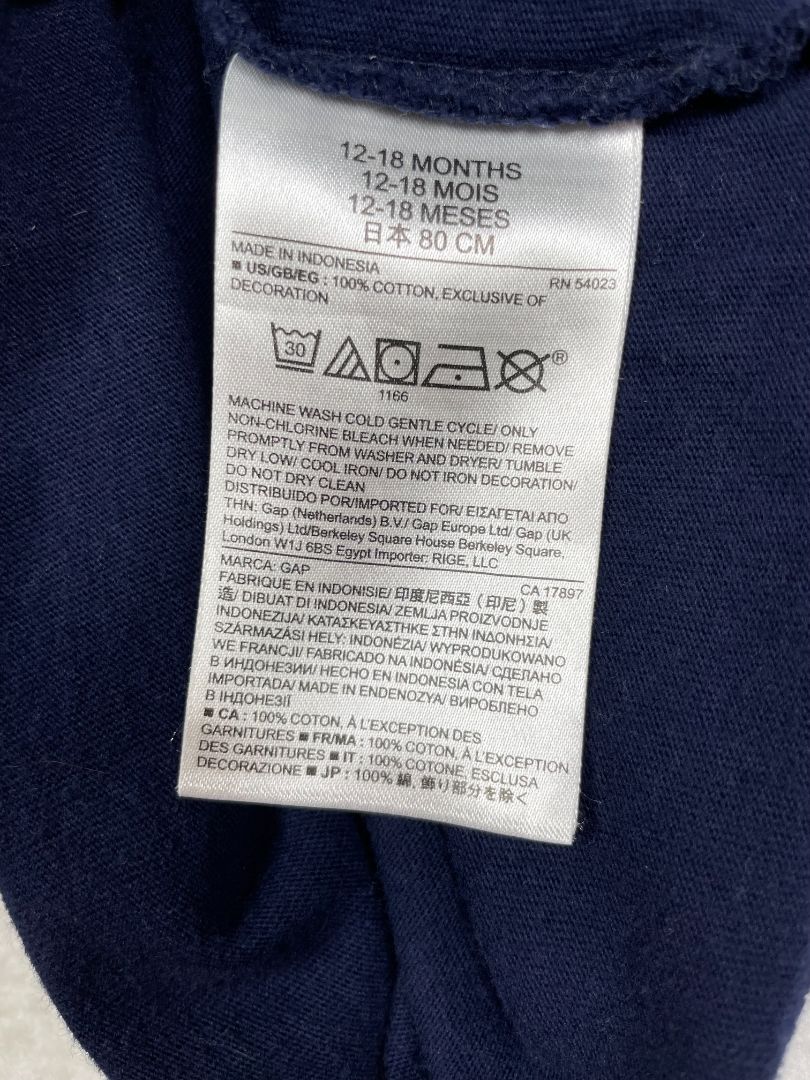 12-18 MONTHS
12-18 MOIS
12-18 MESES
日本 80 CM
MADE IN INDONESIA RN 54023
■ US/GB/EG : 100% COTTON, EXCLUSIVE OF
DECORATION
30
®
1166
MACHINE WASH COLD GENTLE CYCLE/ ONLY
NON-CHLORINE BLEACH WHEN NEEDED/ REMOVE
PROMPTLY FROM WASHER AND DRYER/ TUMBLE
DRY LOW/ COOL IRON/ DO NOT IRON DECORATION/
DO NOT DRY CLEAN
DISTRIBUIDO POR/IMPORTED FOR/ ΕΙΣΑΓΕΤΑΙ ΑΠΟ
ΤΗΝ: Gap (Netherlands) B.V./ Gap Europe Ltd/ Gap (UK
Holdings) Ltd/Berkeley Square House Berkeley Square,
London W1J 6BS Egypt Importer: RIGE, LLC
MARCA: GAP CA 17897
FABRIQUE EN INDONISIE/ 印度尼西亞（印尼）製
造/ DIBUAT DI INDONESIA/ ZEMLJA PROIZVODNJE
INDONEZIJA/ ΚΑΤΑΣΚΕΥΑΣΤΗΚΕ ΣΤΗΝ ΙΝΔΟΝΗΣΙΑ/
SZÁRMAZÁSI HELY: INDONÉZIA/ WYPRODUKOWANO
WE FRANCJI/ FABRICADO NA INDONÉSIA/ СДЕЛАНО
В ИНДОНЕЗИИ/ HECHO EN INDONESIA CON TELA
IMPORTADA/ MADE IN ENDENOZYA/ ВИРОБЛЕНО
В ІНДОНЕЗІЇ
■ CA : 100% COTON, À L'EXCEPTION DES
GARNITURES ■ FR/MA : 100% COTON, À L'EXCEPTION
DES GARNITURES ■ IT : 100% COTONE, ESCLUSA
DECORAZIONE ■ JP : 100% 綿, 飾り部分を除く